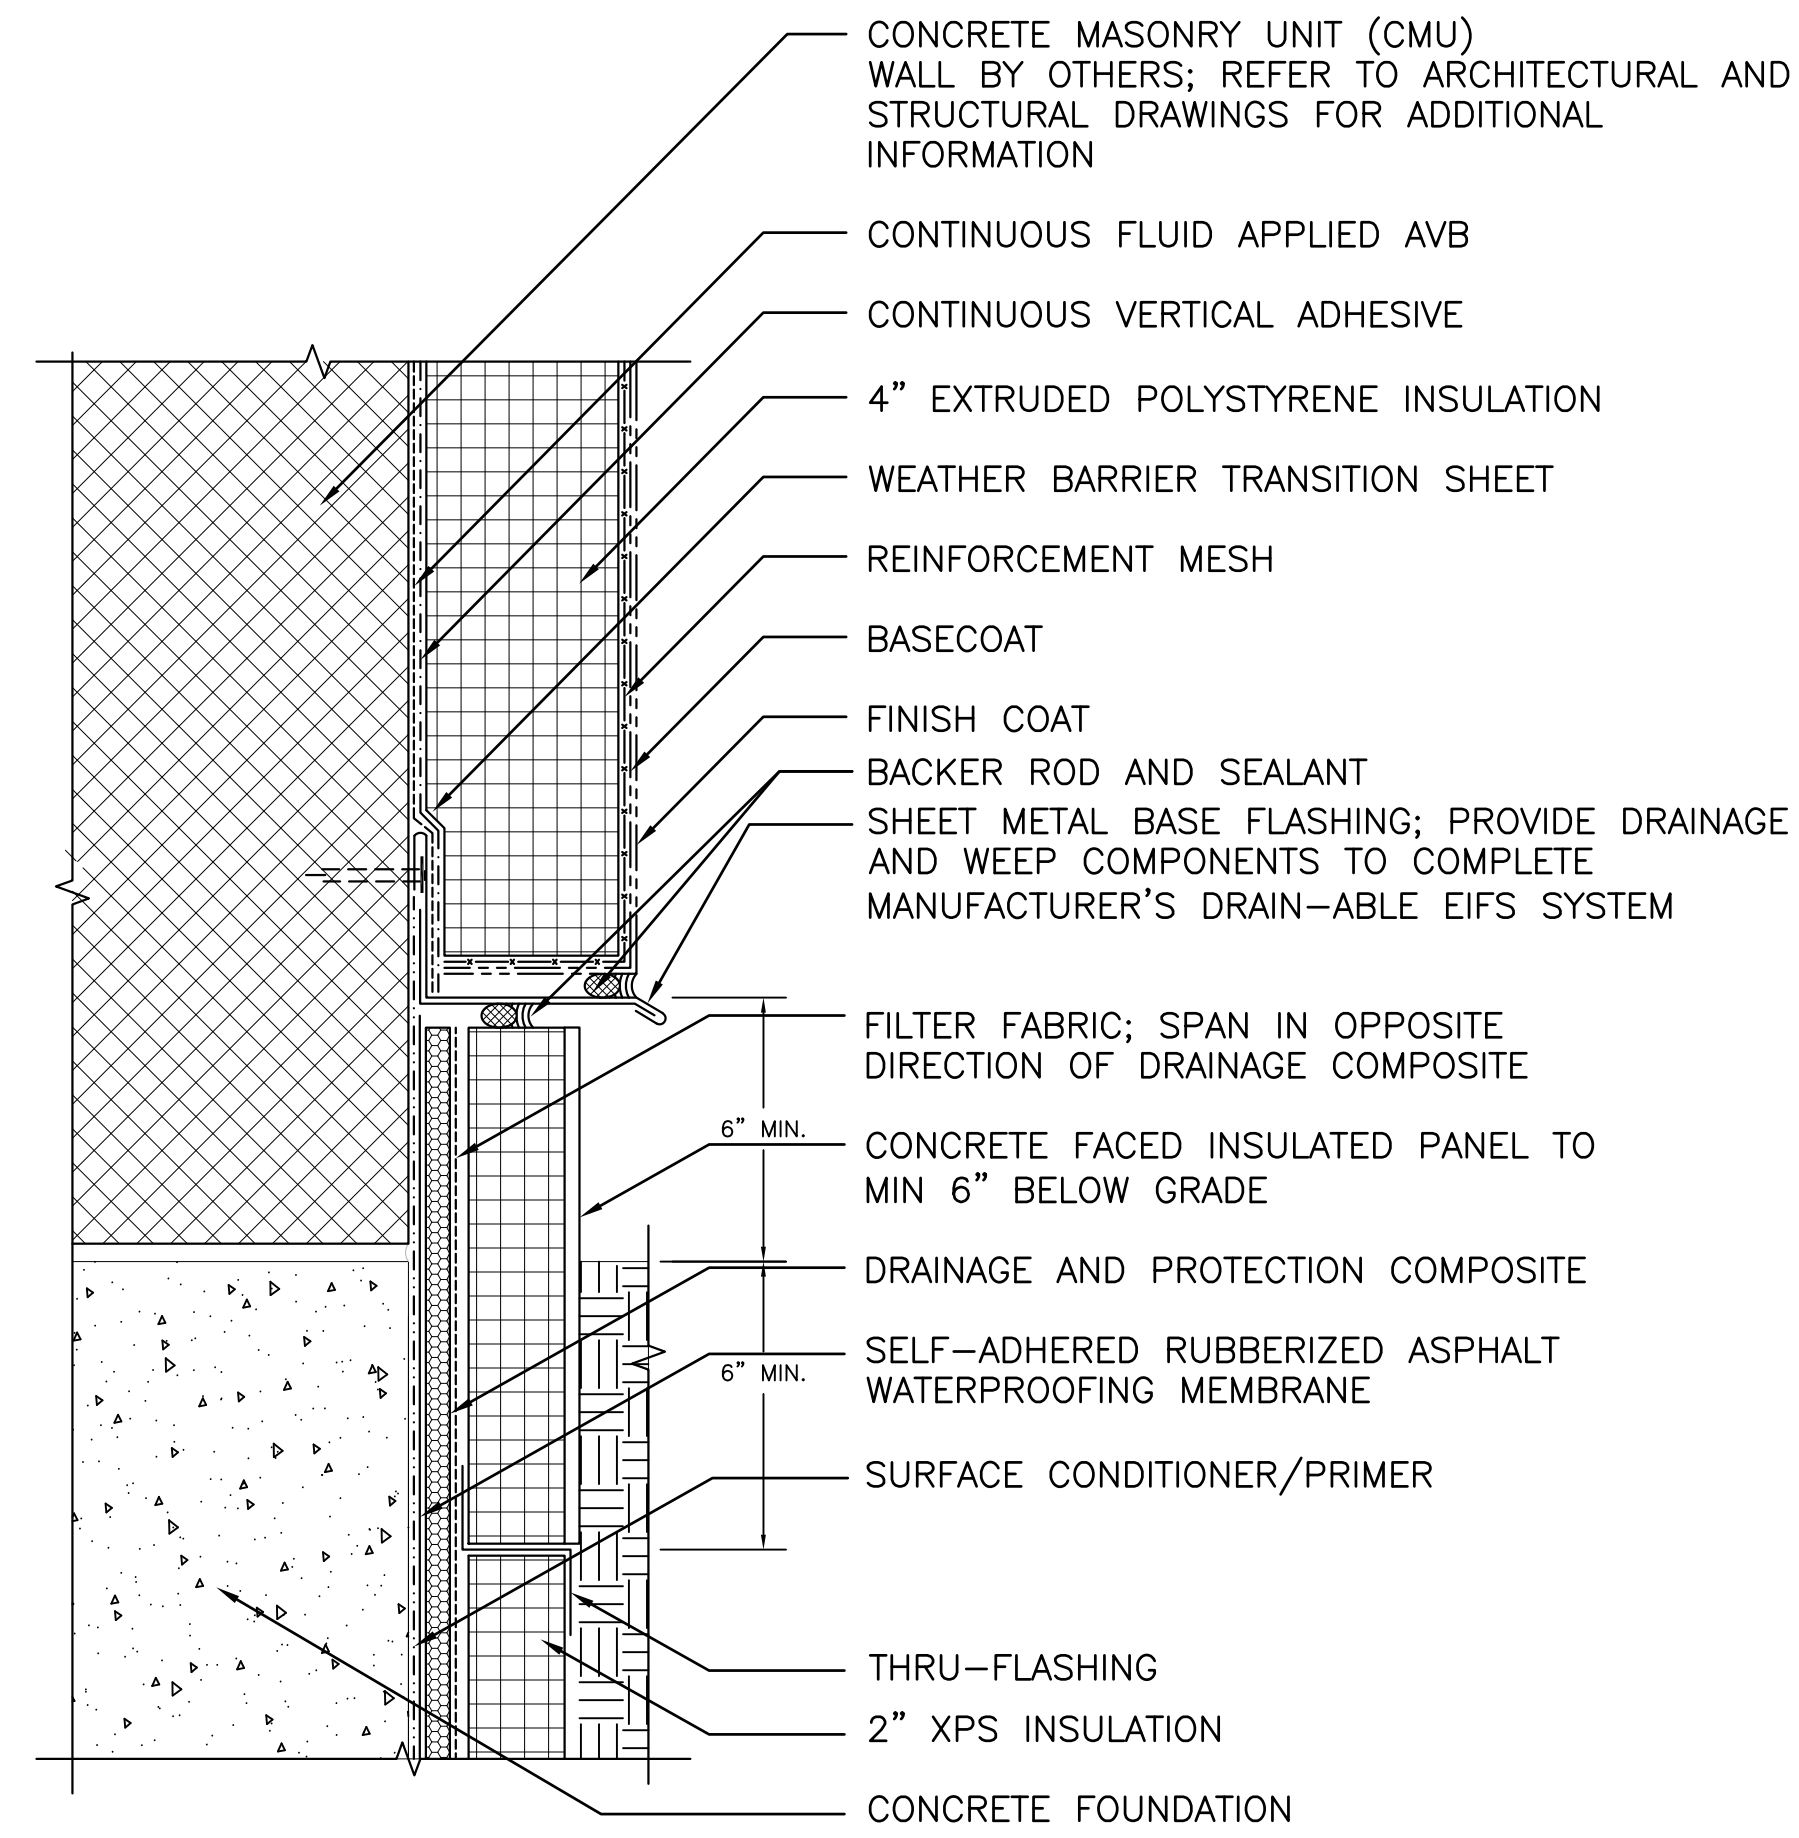 CONCRETE MASONRY UNIT (CMU)
WALL BY OTHERS; REFER TO ARCHITECTURAL AND
STRUCTURAL DRAWINGS FOR ADDITIONAL
INFORMATION
CONTINUOUS FLUID APPLIED AVB
CONTINUOUS VERTICAL ADHESIVE
4" EXTRUDED POLYSTYRENE INSULATION
WEATHER BARRIER TRANSITION SHEET
REINFORCEMENT MESH
BASECOAT
FINISH COAT
BACKER ROD AND SEALANT
SHEET METAL BASE FLASHING; PROVIDE DRAINAGE
AND WEEP COMPONENTS TO COMPLETE
MANUFACTURER'S DRAIN-ABLE EIFS SYSTEM
FILTER FABRIC; SPAN IN OPPOSITE
DIRECTION OF DRAINAGE COMPOSITE
6" MIN.
CONCRETE FACED INSULATED PANEL TO
MIN 6" BELOW GRADE
DRAINAGE AND PROTECTION COMPOSITE
6" MIN.
SELF-ADHERED RUBBERIZED ASPHALT
WATERPROOFING MEMBRANE
SURFACE CONDITIONER/PRIMER
THRU-FLASHING
2" XPS INSULATION
CONCRETE FOUNDATION